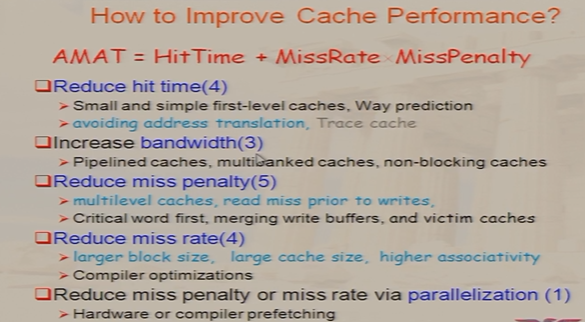 How to Improve Cache Performance?
AMAT = HitTime + MissRate×MissPenalty
Reduce hit time(4)
Small and simple first-level caches, Way prediction
avoiding address translation, Trace cache
Increase bandwidth(3)
Pipelined caches, multibanked caches, non-blocking caches
Reduce miss penalty(5)
multilevel caches, read miss prior to writes,
Critical word first, merging write buffers, and victim caches
Reduce miss rate(4)
larger block size, large cache size, higher associativity
Compiler optimizations
Reduce miss penalty or miss rate via parallelization (1)
Hardware or compiler prefetching